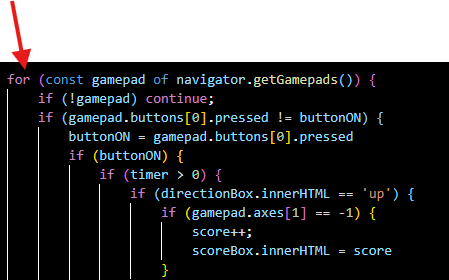 for (const gamepad of navigator.getGamepads()) {
if (!gamepad) continue;
if (gamepad.buttons[0].pressed != buttonON) {
buttonON = gamepad.buttons[0].pressed
if (buttonON) {
if (timer > 0) {
if (directionBox.innerHTML == 'up') {
if (gamepad.axes[1] == -1) {
score++;
scoreBox.innerHTML = score
}